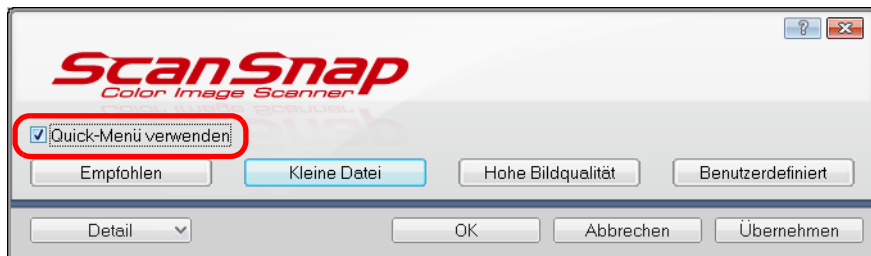 ScanSnap
Color Image Scanner
Quick-Menü verwenden
Empfohlen Kleine Datei Hohe Bildqualität Benutzerdefiniert
Detail OK Abbrechen Übernehmen